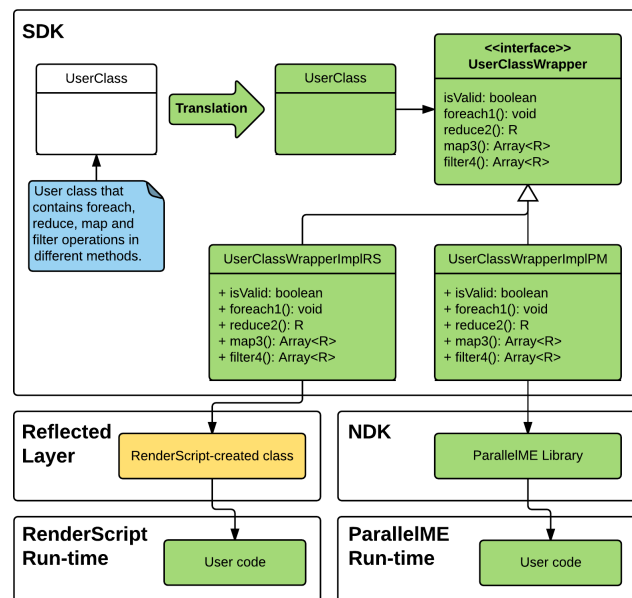 SDK
UserClass
Translation
UserClass
<<interface>>
UserClassWrapper
isValid: boolean
foreach1(): void
reduce2(): R
map3(): Array<R>
filter4(): Array<R>
User class that
contains foreach,
reduce, map and
filter operations in
different methods.
UserClassWrapperImplRS
+ isValid: boolean
+ foreach1(): void
+ reduce2(): R
+ map3(): Array<R>
+ filter4(): Array<R>
UserClassWrapperImplPM
+ isValid: boolean
+ foreach1(): void
+ reduce2(): R
+ map3(): Array<R>
+ filter4(): Array<R>
Reflected
Layer
RenderScript-created class
NDK
ParallelME Library
RenderScript
Run-time
User code
ParallelME
Run-time
User code